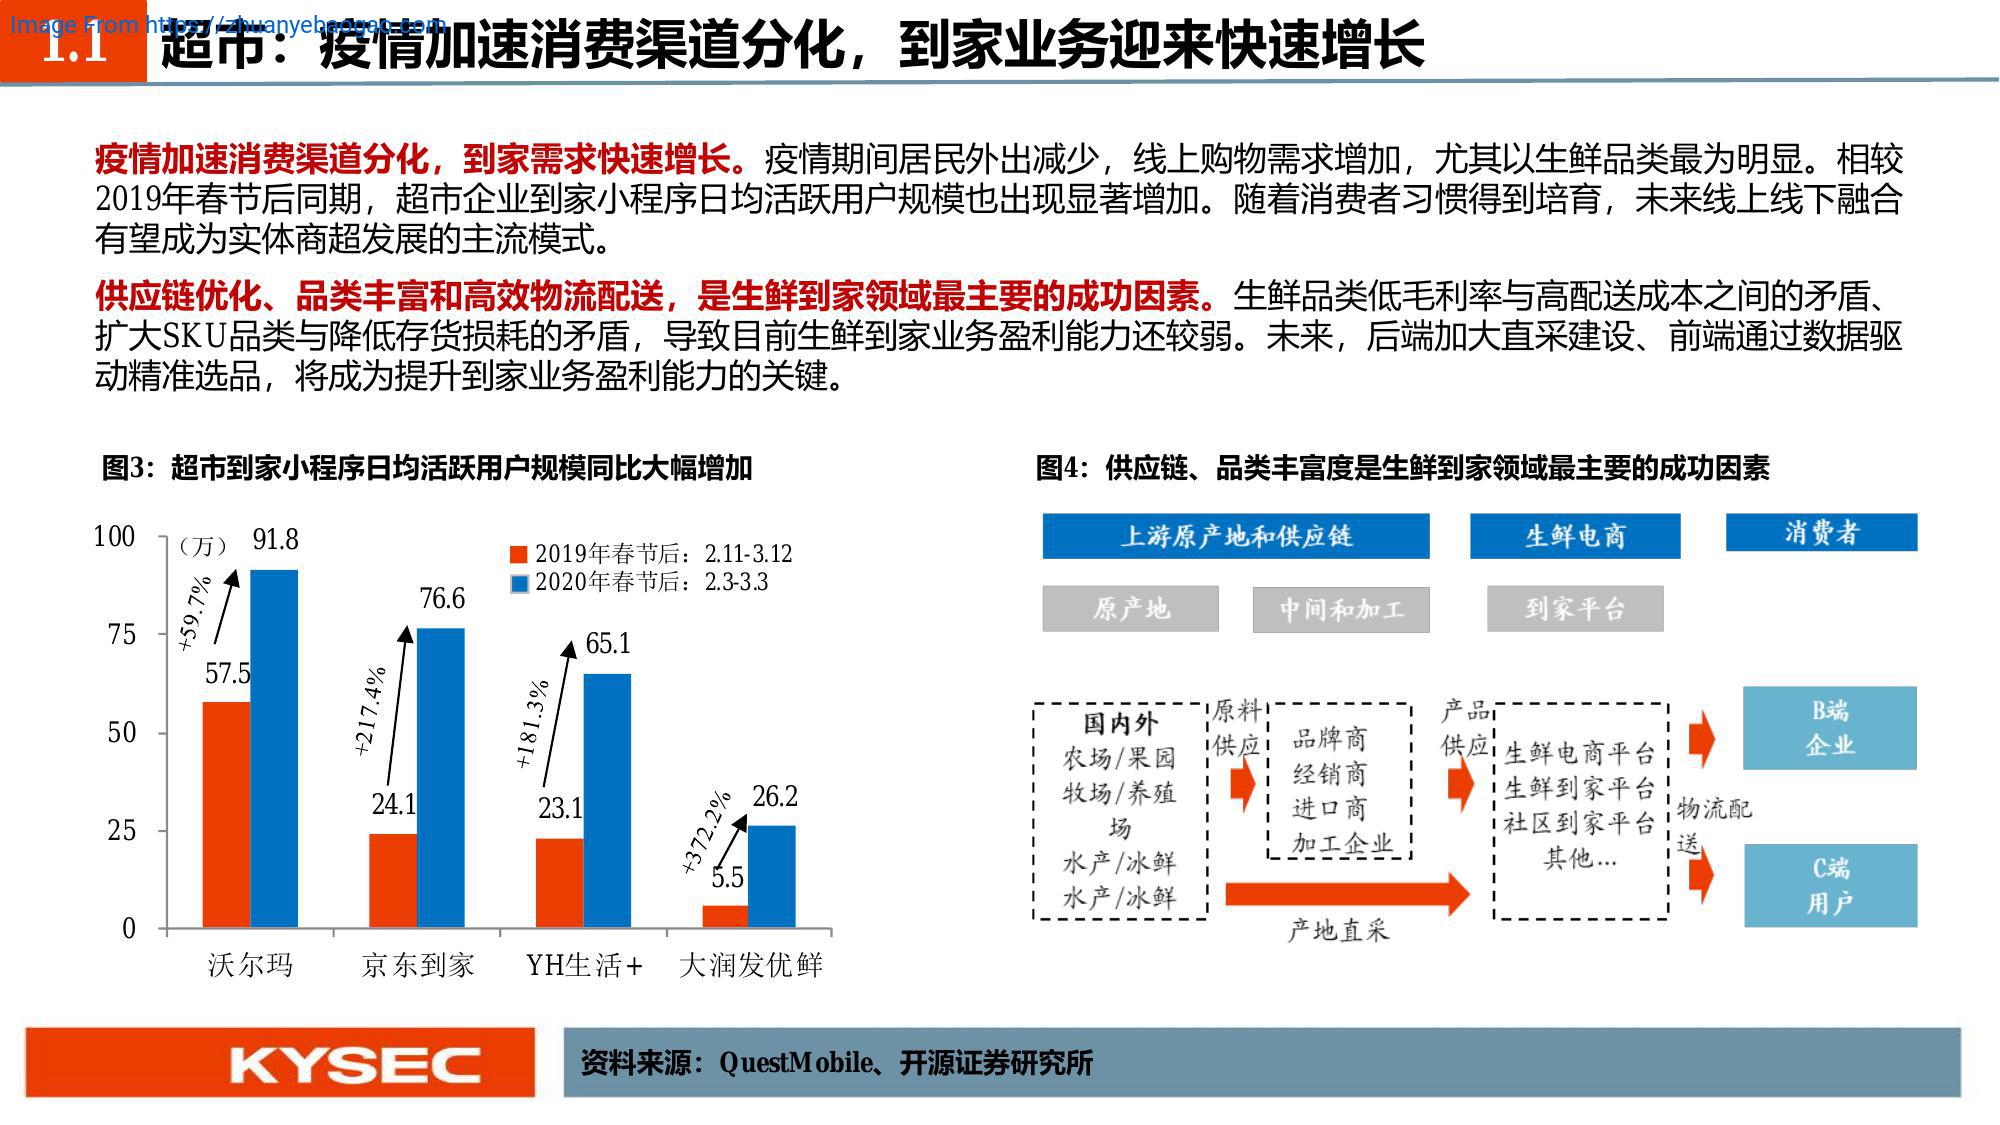 Image From https://zhuanyebaogao.com
1.1
超市：疫情加速消费渠道分化，到家业务迎来快速增长
疫情加速消费渠道分化，到家需求快速增长。疫情期间居民外出减少，线上购物需求增加，尤其以生鲜品类最为明显。相较
2019年春节后同期，超市企业到家小程序日均活跃用户规模也出现显著增加。随着消费者习惯得到培育，未来线上线下融合
有望成为实体商超发展的主流模式。
供应链优化、品类丰富和高效物流配送，是生鲜到家领域最主要的成功因素。生鲜品类低毛利率与高配送成本之间的矛盾、
扩大SKU品类与降低存货损耗的矛盾，导致目前生鲜到家业务盈利能力还较弱。未来，后端加大直采建设、前端通过数据驱
动精准选品，将成为提升到家业务盈利能力的关键。
图3：超市到家小程序日均活跃用户规模同比大幅增加
100
75
50
25
0
（万）
2019年春节后：2.11-3.12
2020年春节后：2.3-3.3
57.5
+59.7%
91.8
24.1
+217.4%
76.6
23.1
+181.3%
65.1
5.5
+372.2%
26.2
沃尔玛
京东到家
YH生活+
大润发优鲜
图4：供应链、品类丰富度是生鲜到家领域最主要的成功因素
上游原产地和供应链
生鲜电商
消费者
原产地
中间和加工
到家平台
国内外
农场/果园
牧场/养殖
场
水产/冰鲜
水产/冰鲜
原料
供应
品牌商
经销商
进口商
加工企业
产品
供应
生鲜电商平台
生鲜到家平台
社区到家平台
其他...
产地直采
物流配
送
B端
企业
C端
用户
KYSEC
资料来源：QuestMobile、开源证券研究所